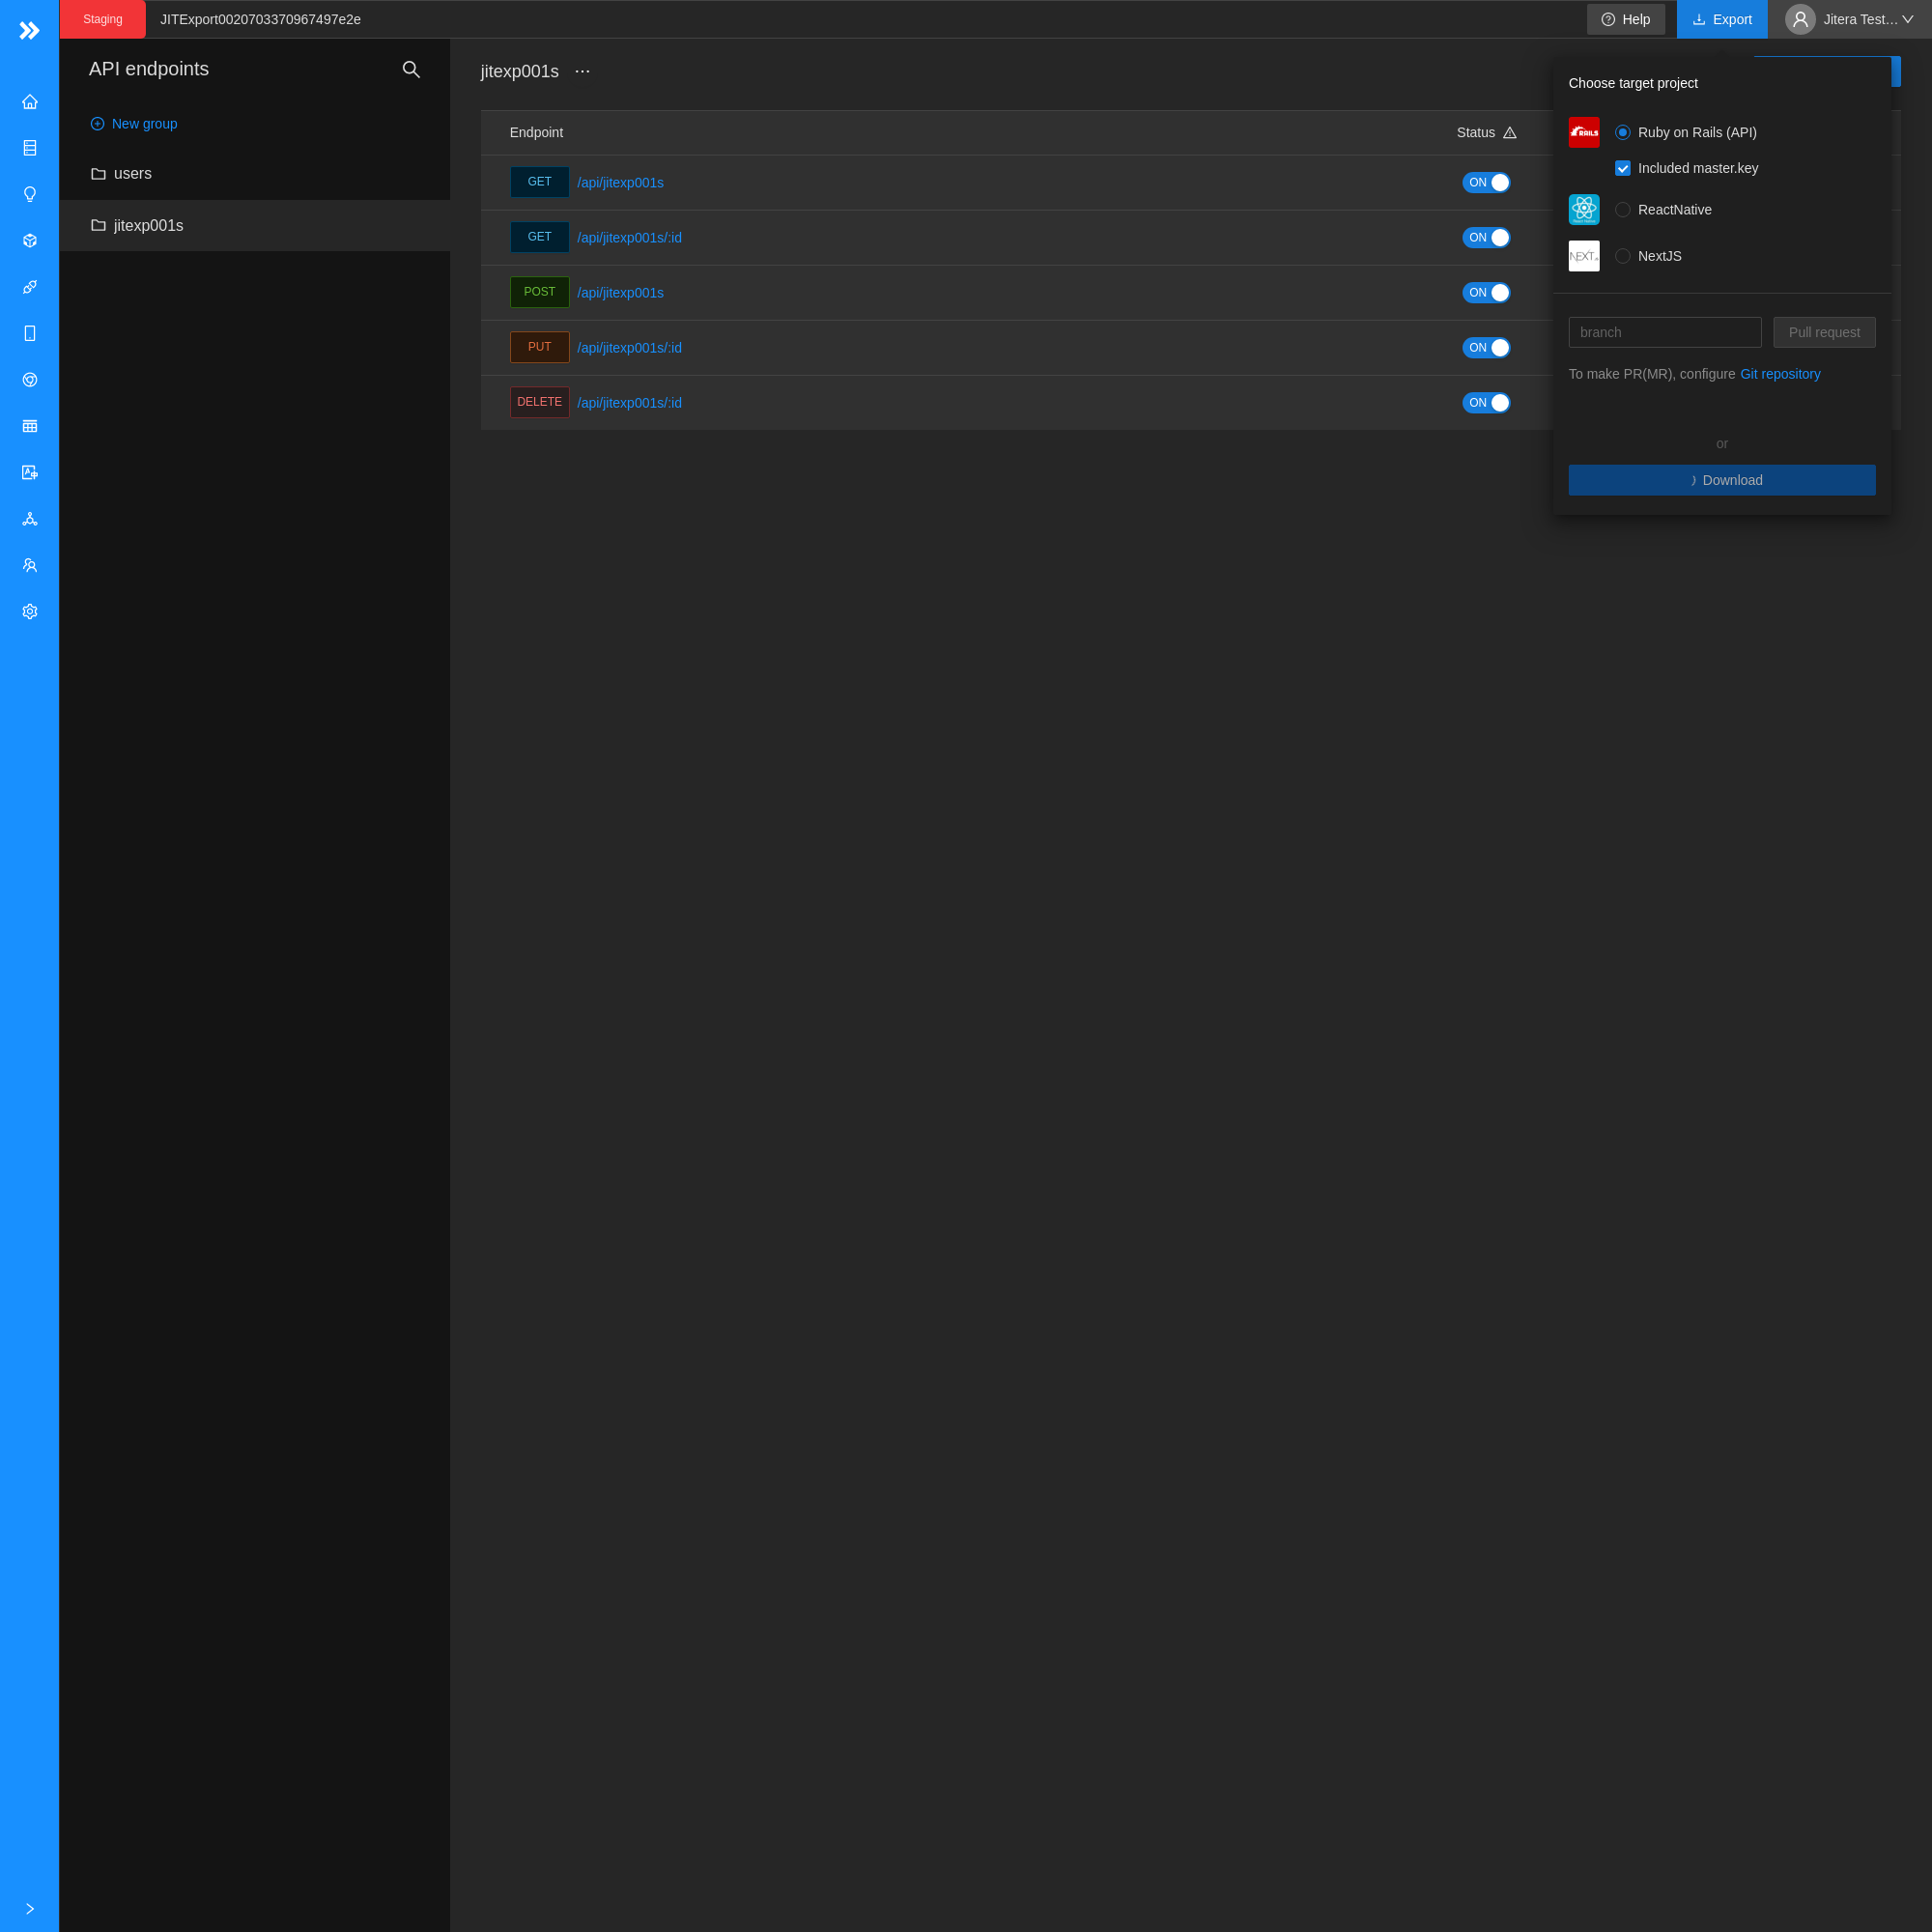 Staging
JITExport0020703370967497e2e
Help
Export
Jitera Test…
API endpoints
New group
users
jitexp001s
jitexp001s
Endpoint
Status
GET /api/jitexp001s ON
GET /api/jitexp001s/:id ON
POST /api/jitexp001s ON
PUT /api/jitexp001s/:id ON
DELETE /api/jitexp001s/:id ON
Choose target project
RAILS Ruby on Rails (API)
Included master.key
ReactNative
NEXT. NextJS
branch
Pull request
To make PR(MR), configure Git repository
or
Download